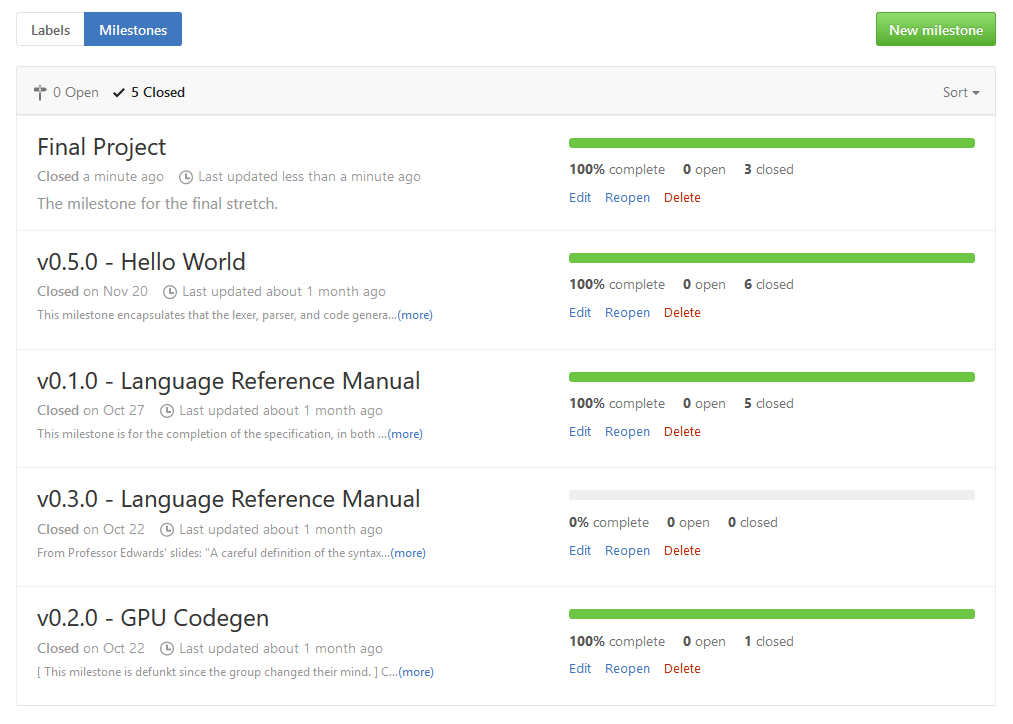 Labels Milestones New milestone
0 Open 5 Closed Sort
Final Project
100% complete 0 open 3 closed
Closed a minute ago Last updated less than a minute ago
Edit Reopen Delete
The milestone for the final stretch.
v0.5.0 - Hello World
100% complete 0 open 6 closed
Closed on Nov 20 Last updated about 1 month ago
Edit Reopen Delete
This milestone encapsulates that the lexer, parser, and code genera...(more)
v0.1.0 - Language Reference Manual
100% complete 0 open 5 closed
Closed on Oct 27 Last updated about 1 month ago
Edit Reopen Delete
This milestone is for the completion of the specification, in both ...(more)
v0.3.0 - Language Reference Manual
0% complete 0 open 0 closed
Closed on Oct 22 Last updated about 1 month ago
Edit Reopen Delete
From Professor Edwards' slides: "A careful definition of the syntax...(more)
v0.2.0 - GPU Codegen
100% complete 0 open 1 closed
Closed on Oct 22 Last updated about 1 month ago
Edit Reopen Delete
[ This milestone is defunkt since the group changed their mind. ] C...(more)